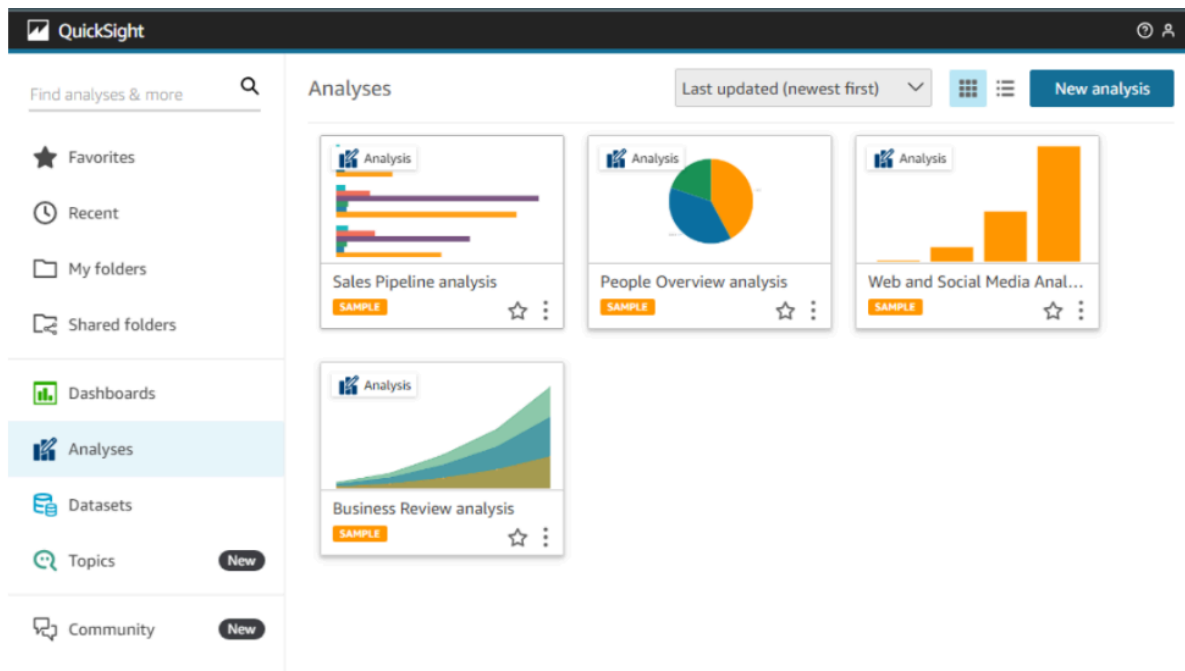 QuickSight
Find analyses & more
Favorites
Recent
My folders
Shared folders
Dashboards
Analyses
Datasets
Topics New
Community New
Analyses
Last updated (newest first)
New analysis
Analysis
Sales Pipeline analysis
SAMPLE
Analysis
People Overview analysis
SAMPLE
Analysis
Web and Social Media Anal...
SAMPLE
Analysis
Business Review analysis
SAMPLE